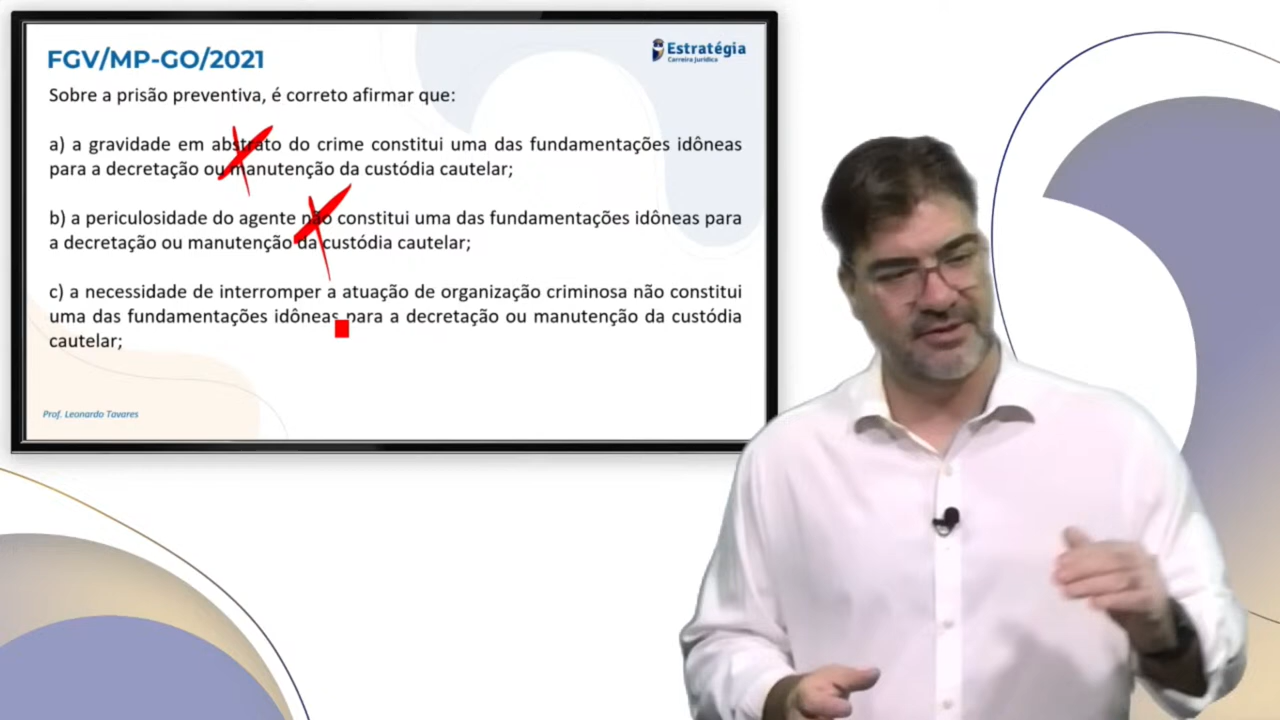 FGV/MP-GO/2021
Estratégia
Carreira Jurídica
Sobre a prisão preventiva, é correto afirmar que:
a) a gravidade em abstrato do crime constitui uma das fundamentações idôneas
para a decretação ou manutenção da custódia cautelar;
b) a periculosidade do agente não constitui uma das fundamentações idôneas para
a decretação ou manutenção da custódia cautelar;
c) a necessidade de interromper a atuação de organização criminosa não constitui
uma das fundamentações idôneas para a decretação ou manutenção da custódia
cautelar;
Prof. Leonardo Tavares